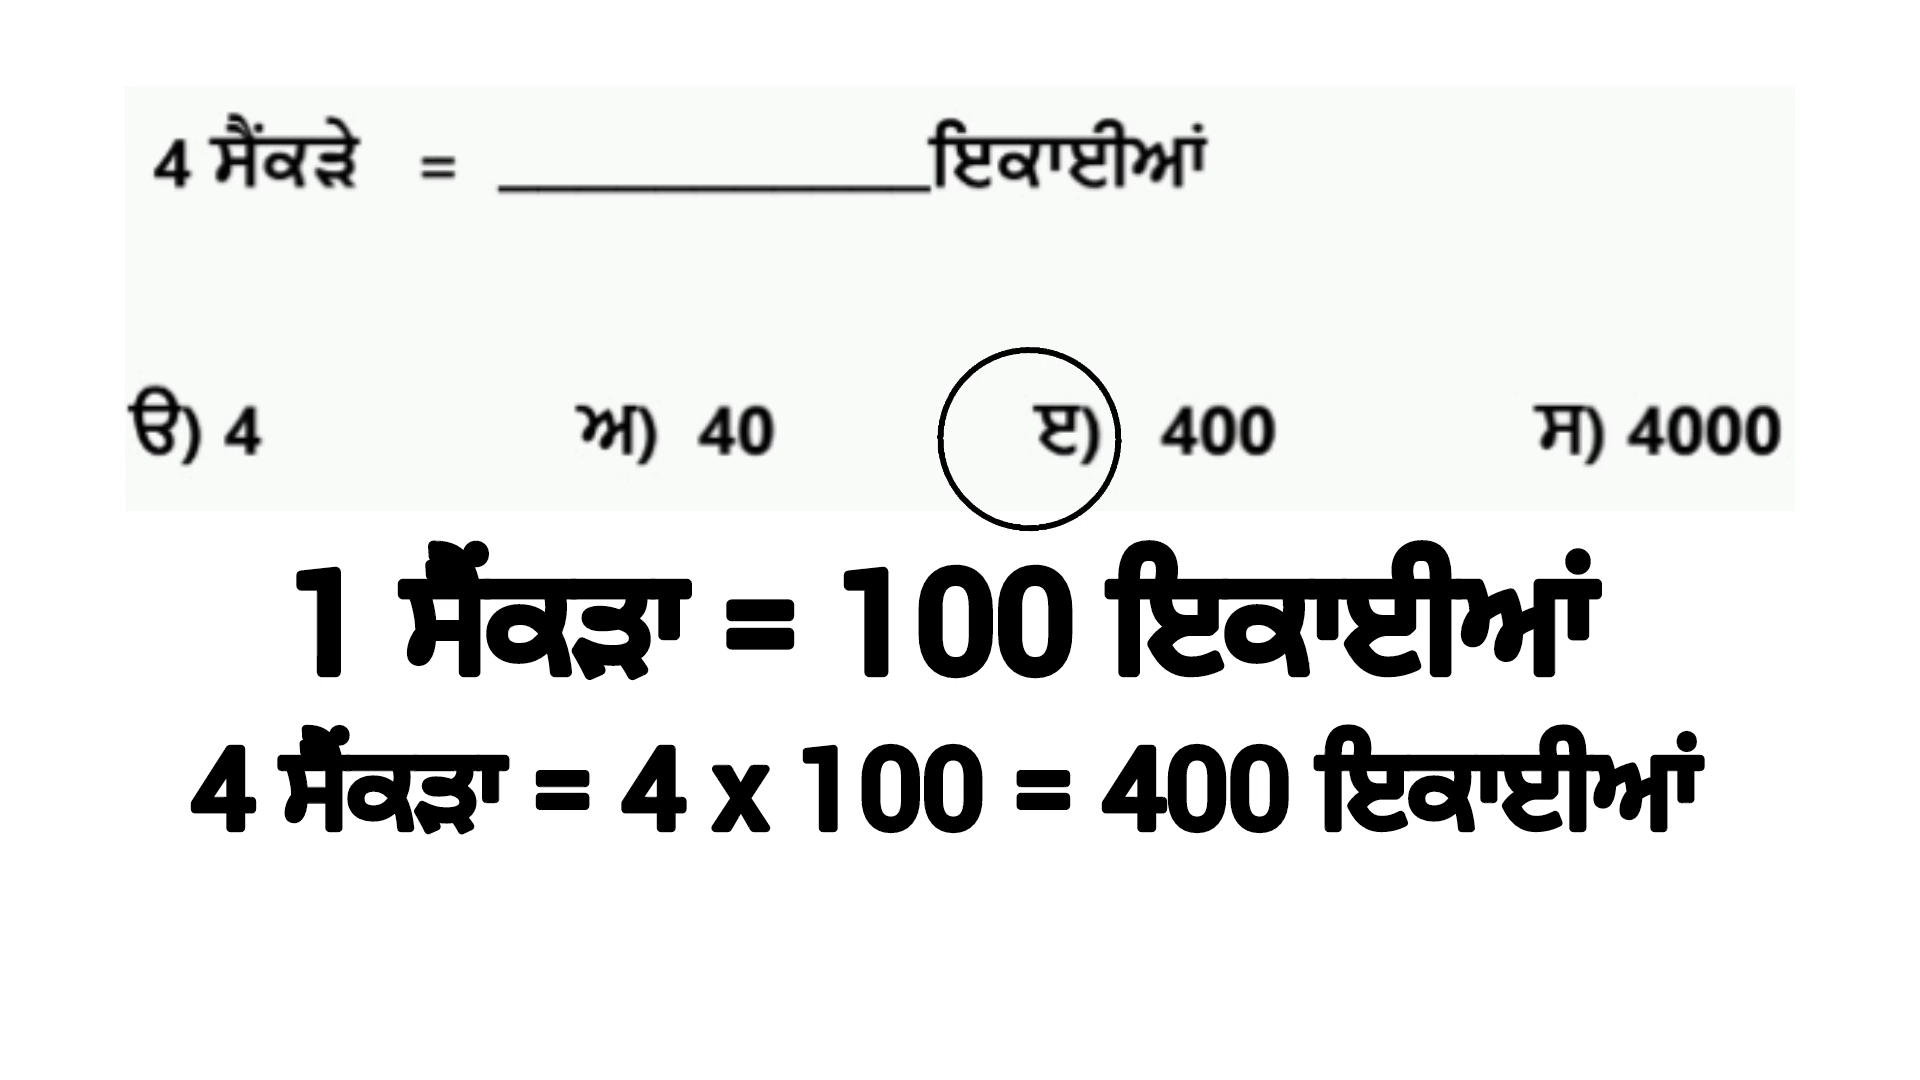 4 ਸੈਂਕੜੇ = ______________ਇਕਾਈਆਂ
ੳ) 4 ਅ) 40 ੲ) 400 ਸ) 4000
1 ਸੈਂਕੜਾ = 100 ਇਕਾਈਆਂ
4 ਸੈਂਕੜਾ = 4 x 100 = 400 ਇਕਾਈਆਂ